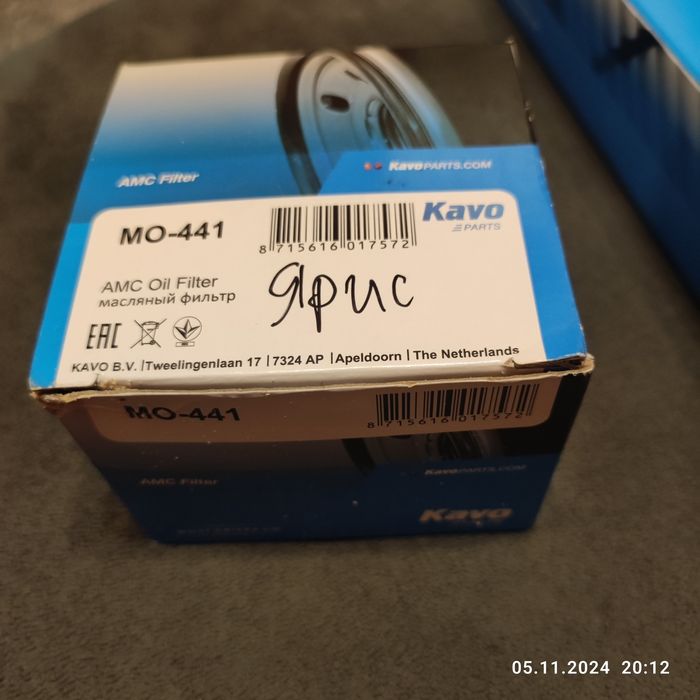 KavoPARTS.COM
AMC Filter
MO-441
8 715616 017572
Kavo
PARTS
AMC Oil Filter
масляный фильтр
Ярис
EAC
KAVO B.V. |Tweelingenlaan 17 |7324 AP |Apeldoorn | The Netherlands
MO-441
8 715616 017572
KavoPARTS.COM
AMC Filter
Kavo
05.11.2024 20:12